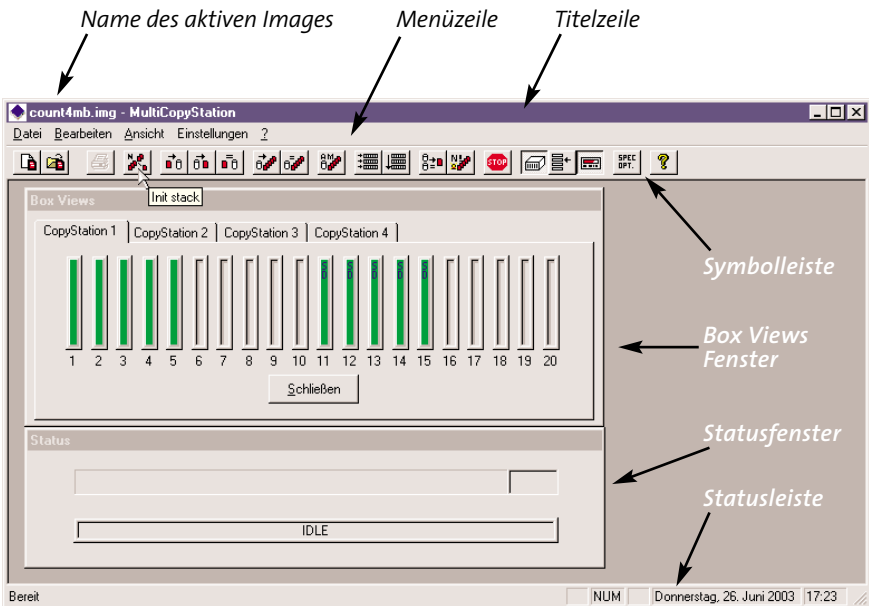 Name des aktiven Images Menüzeile Titelzeile
count4mb.img - MultiCopyStation
Datei Bearbeiten Ansicht Einstellungen ?
STOP SPEC OPT. ?
Init stack
Box Views
CopyStation 1 CopyStation 2 CopyStation 3 CopyStation 4
Symbolleiste
1 2 3 4 5 6 7 8 9 10 11 12 13 14 15 16 17 18 19 20
Box Views
Fenster
Schließen
Status
Statusfenster
Statusleiste
IDLE
Bereit NUM Donnerstag, 26. Juni 2003 17:23